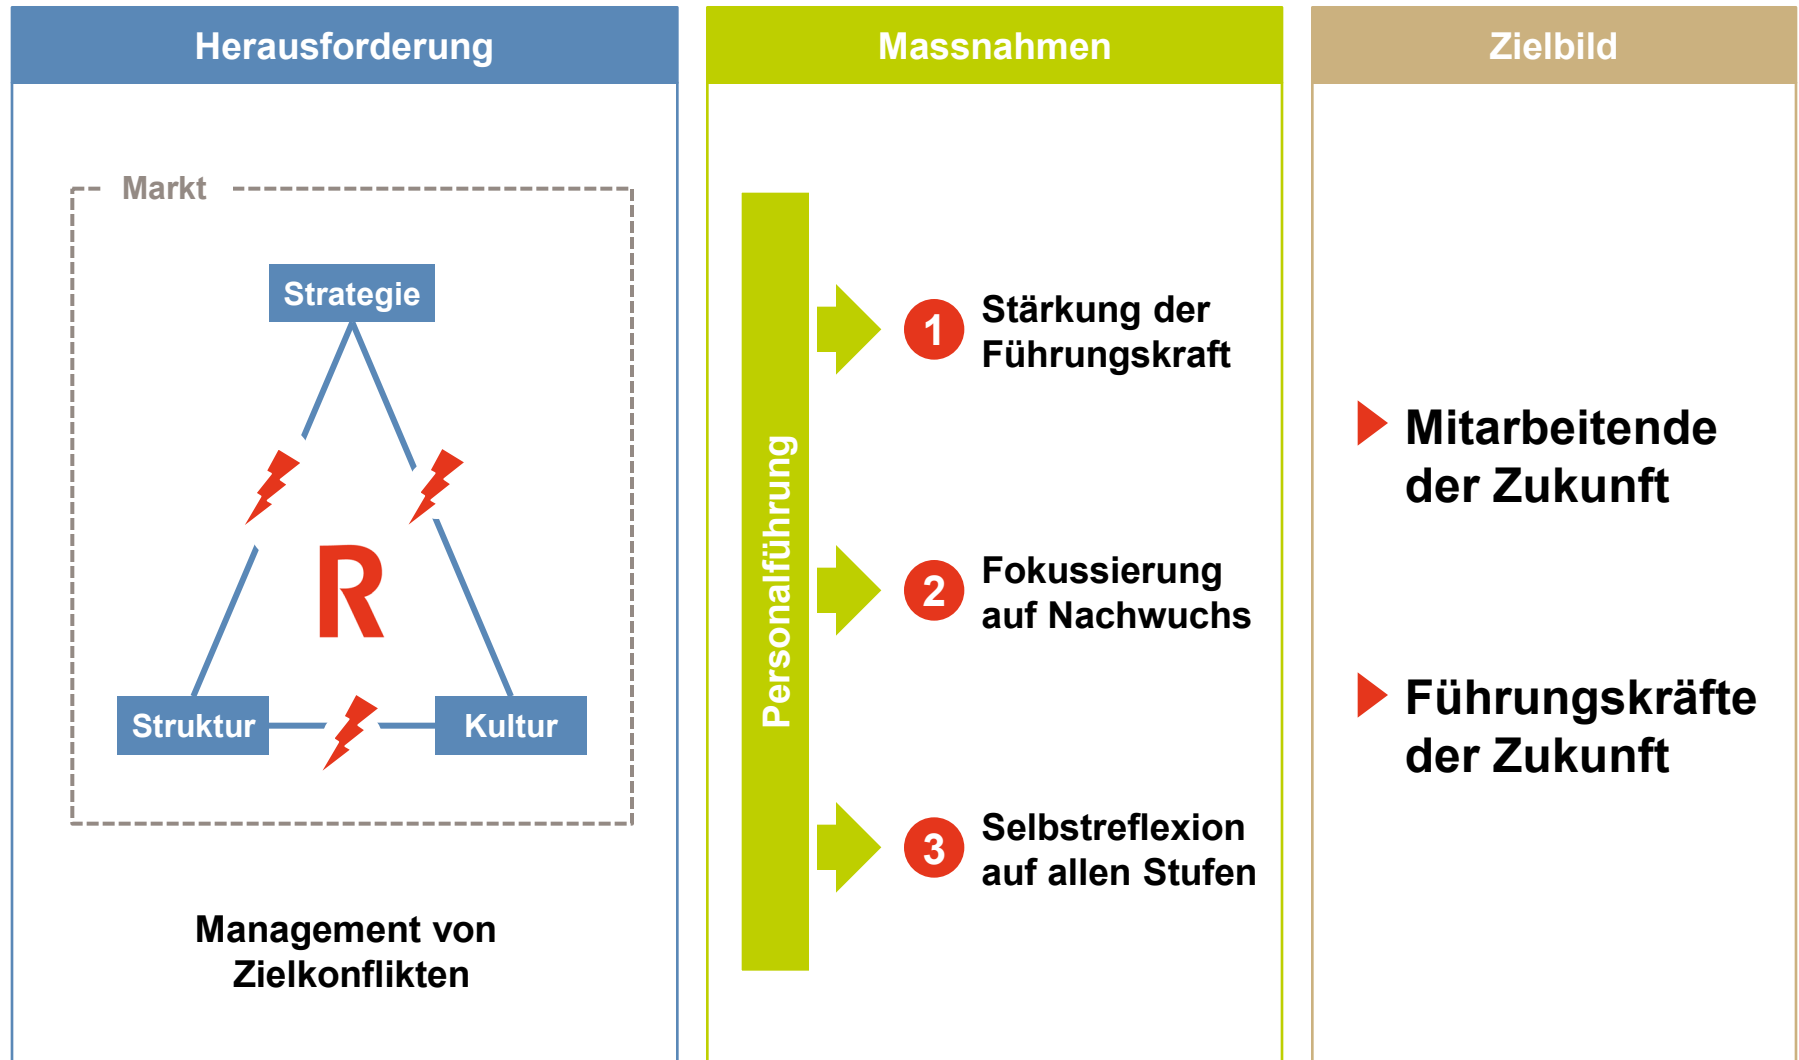 Herausforderung
Markt
Strategie
R
Struktur
Kultur
Management von
Zielkonflikten
Massnahmen
Personalführung
1
Stärkung der
Führungskraft
2
Fokussierung
auf Nachwuchs
3
Selbstreflexion
auf allen Stufen
Zielbild
Mitarbeitende
der Zukunft
Führungskräfte
der Zukunft